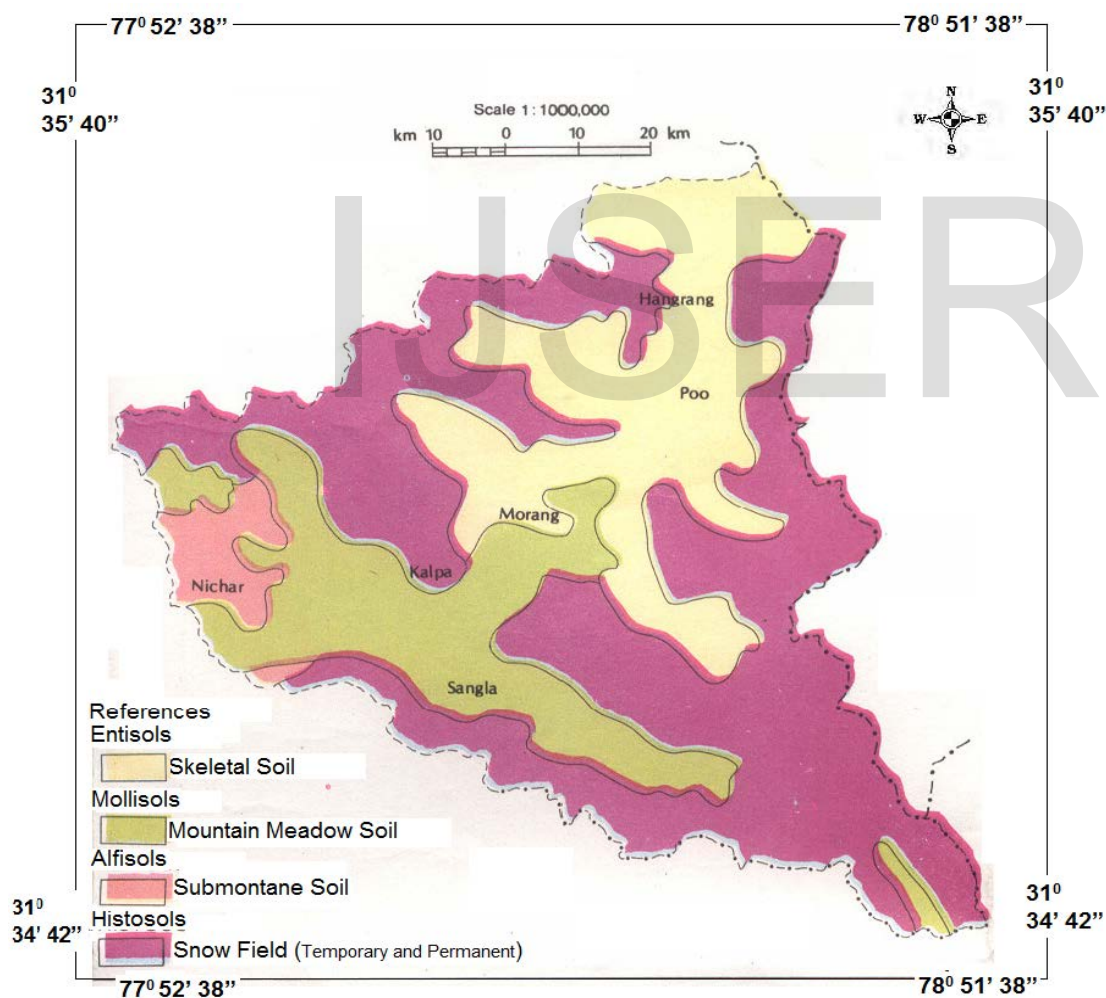 77⁰ 52’ 38”
78⁰ 51’ 38”
31⁰
35’ 40”
31⁰
35’ 40”
N
W E
S
Scale 1 : 1000,000
km 10 0 10 20 km
IJSER
Hangrang
Poo
Morang
Kalpa
Nichar
Sangla
References
Entisols
Skeletal Soil
Mollisols
Mountain Meadow Soil
Alfisols
Submontane Soil
Histosols
Snow Field (Temporary and Permanent)
31⁰
34’ 42”
31⁰
34’ 42”
77⁰ 52’ 38”
78⁰ 51’ 38”